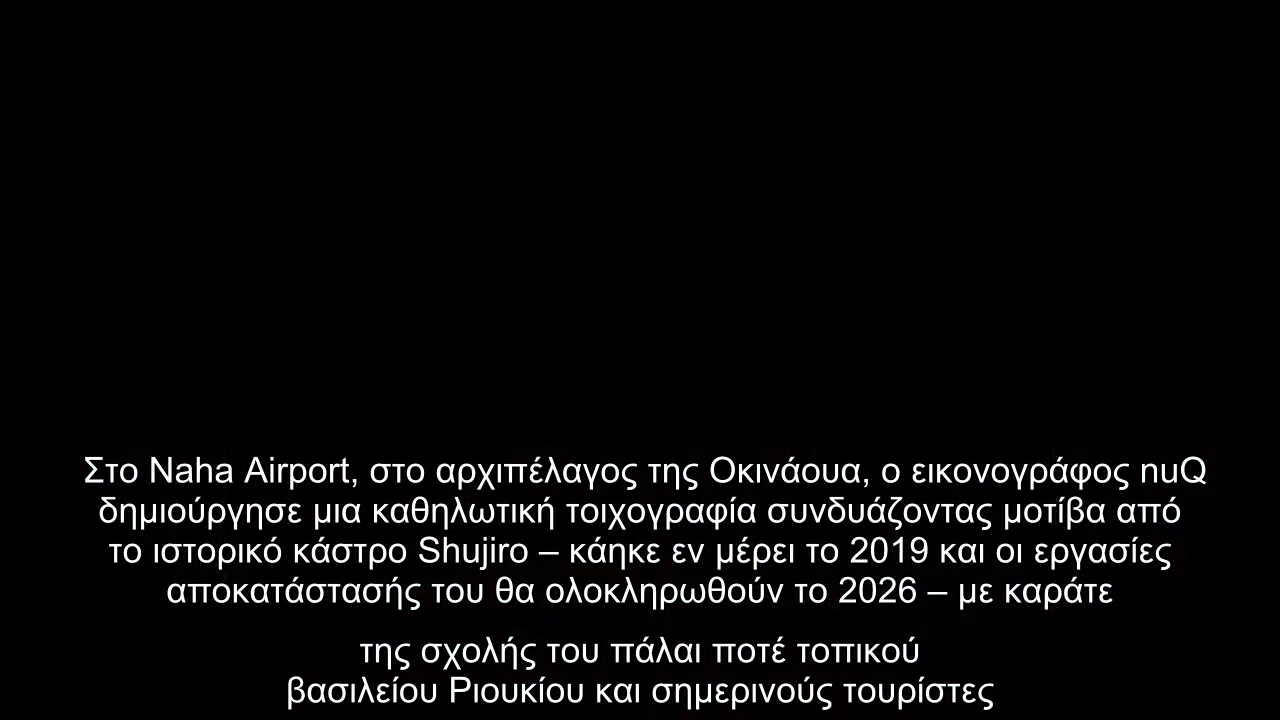 Στο Naha Airport, στο αρχιπέλαγος της Οκινάουα, ο εικονογράφος nuQ
δημιούργησε μια καθηλωτική τοιχογραφία συνδυάζοντας μοτίβα από
το ιστορικό κάστρο Shujiro – κάηκε εν μέρει το 2019 και οι εργασίες
αποκατάστασής του θα ολοκληρωθούν το 2026 – με καράτε
της σχολής του πάλαι ποτέ τοπικού
βασιλείου Ριουκίου και σημερινούς τουρίστες